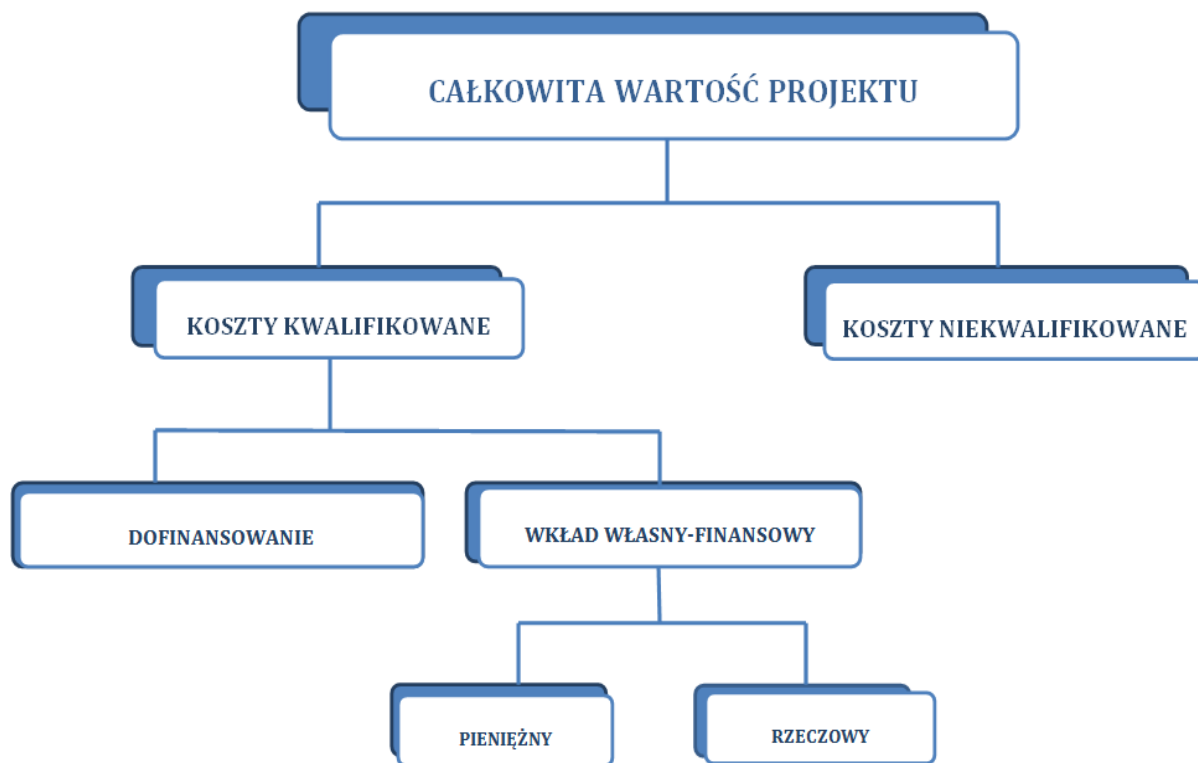 CAŁKOWITA WARTOŚĆ PROJEKTU
KOSZTY KWALIFIKOWANE
KOSZTY NIEKWALIFIKOWANE
DOFINANSOWANIE
WKŁAD WŁASNY-FINANSOWY
PIENIĘŻNY
RZECZOWY